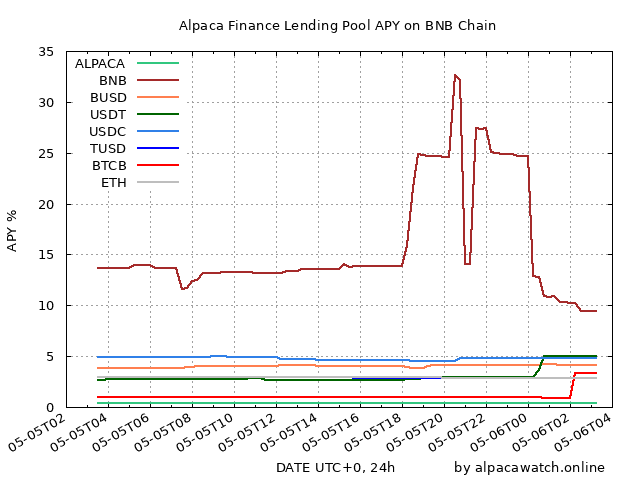 Alpaca Finance Lending Pool APY on BNB Chain
35
30
25
20
15
10
5
0
APY %
ALPACA
BNB
BUSD
USDT
USDC
TUSD
BTCB
ETH
05-05T02
05-05T04
05-05T06
05-05T08
05-05T10
05-05T12
05-05T14
05-05T16
05-05T18
05-05T20
05-05T22
05-06T00
05-06T02
05-06T04
DATE UTC+0, 24h
by alpacawatch.online